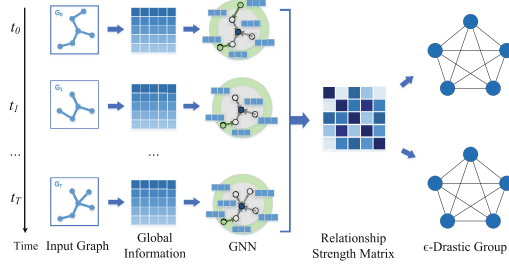 t0
G0
t1
G1
...
...
tT
GT
Time
Input Graph
Global
Information
GNN
Relationship
Strength Matrix
ϵ-Drastic Group